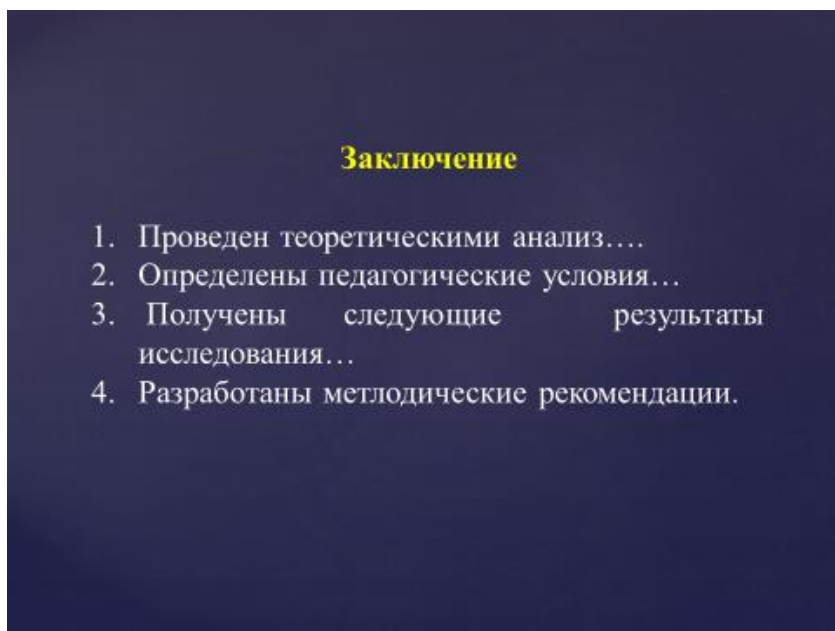 Заключение
1. Проведен теоретическими анализ….
2. Определены педагогические условия…
3. Получены следующие результаты
исследования…
4. Разработаны метлодические рекомендации.